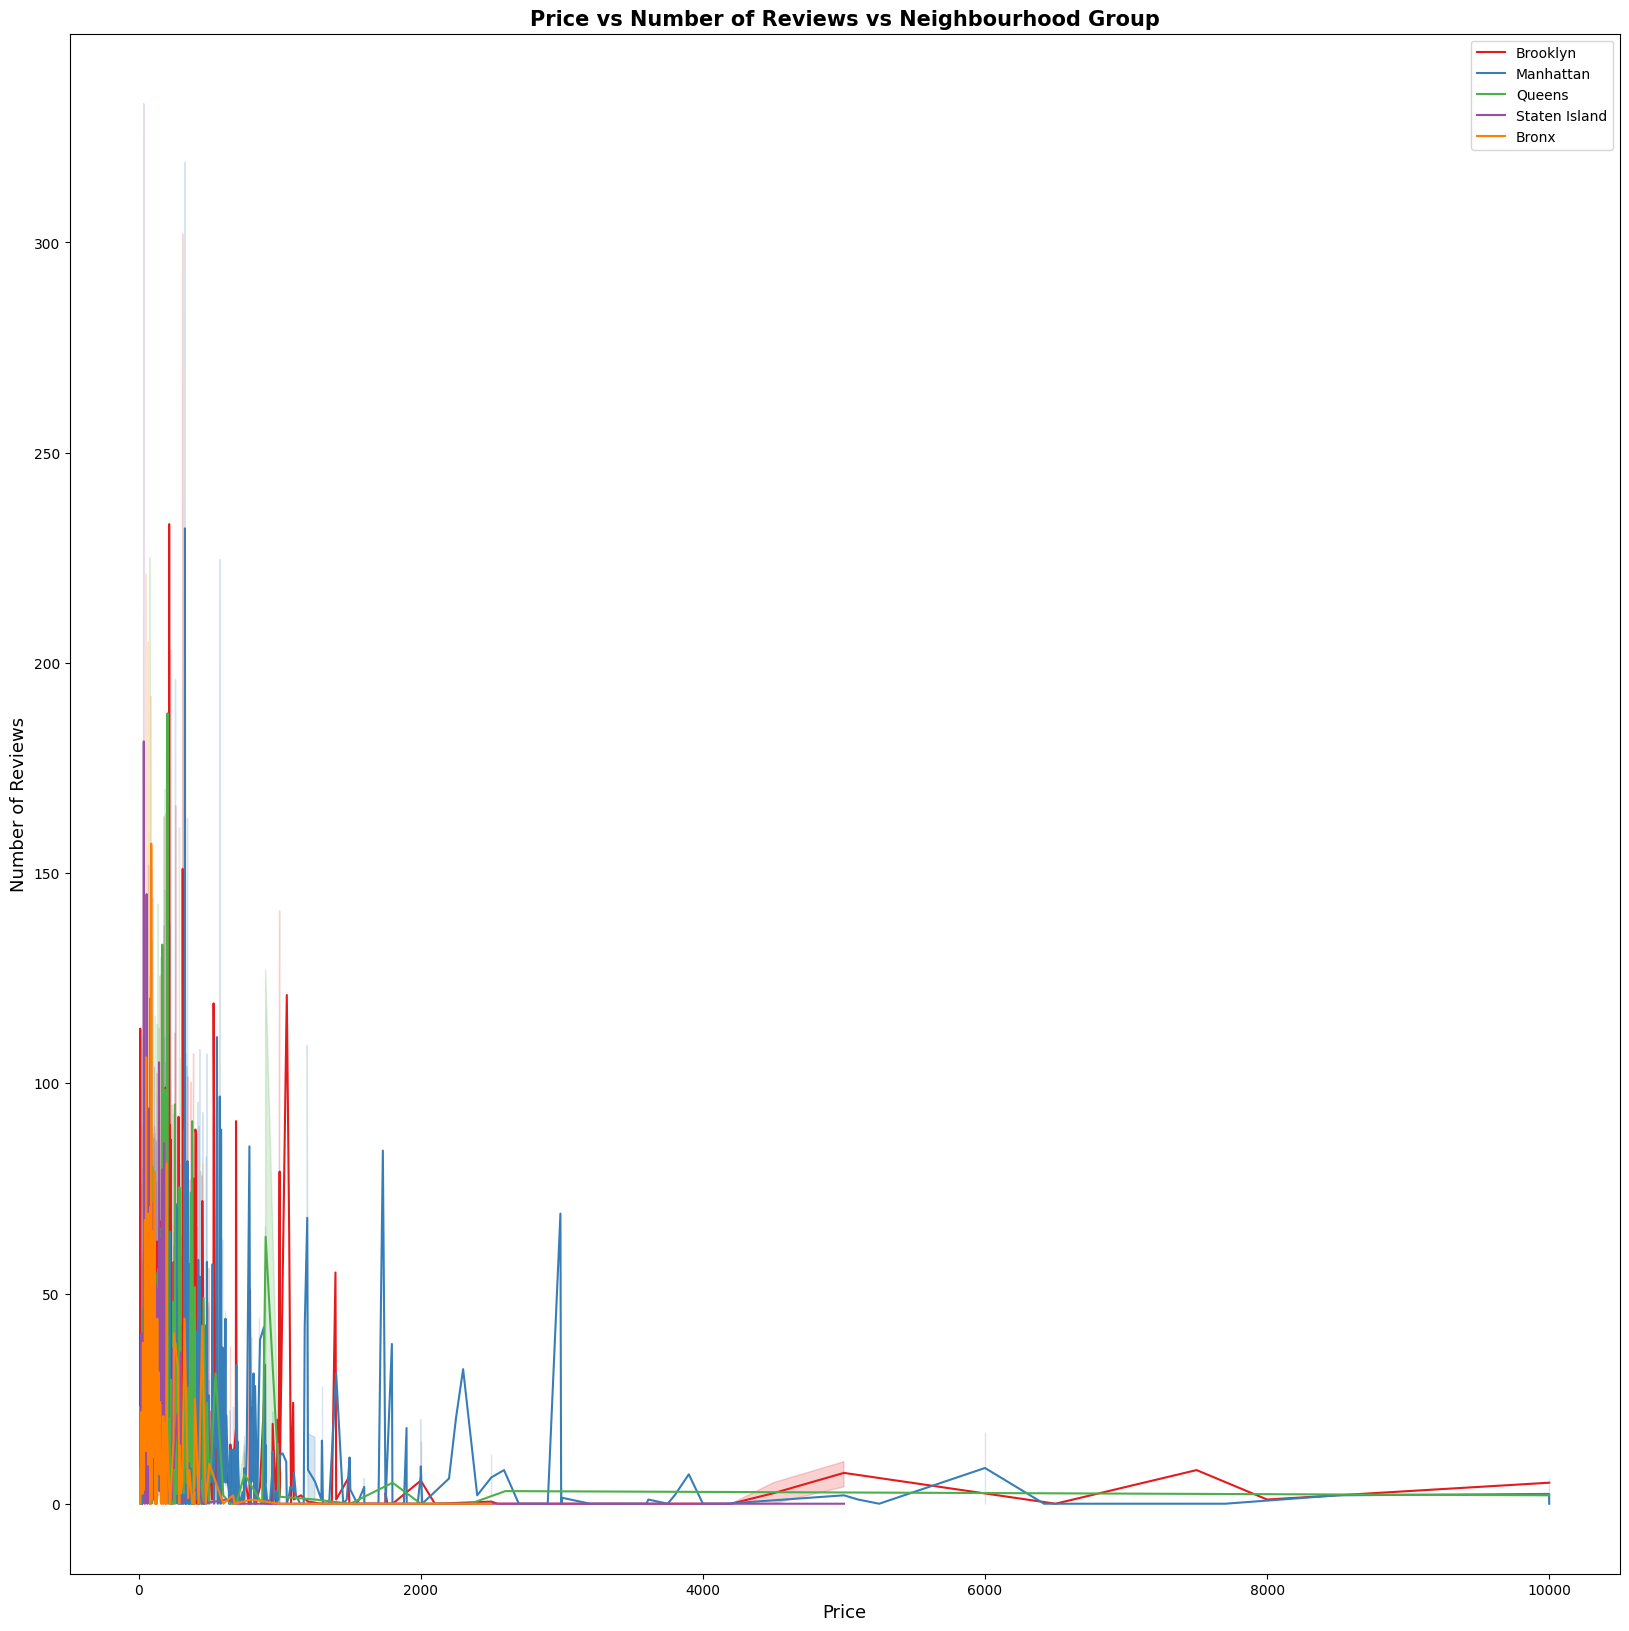 Price vs Number of Reviews vs Neighbourhood Group
Brooklyn
Manhattan
Queens
Staten Island
Bronx
300
250
200
150
100
50
0
Number of Reviews
0 2000 4000 6000 8000 10000
Price